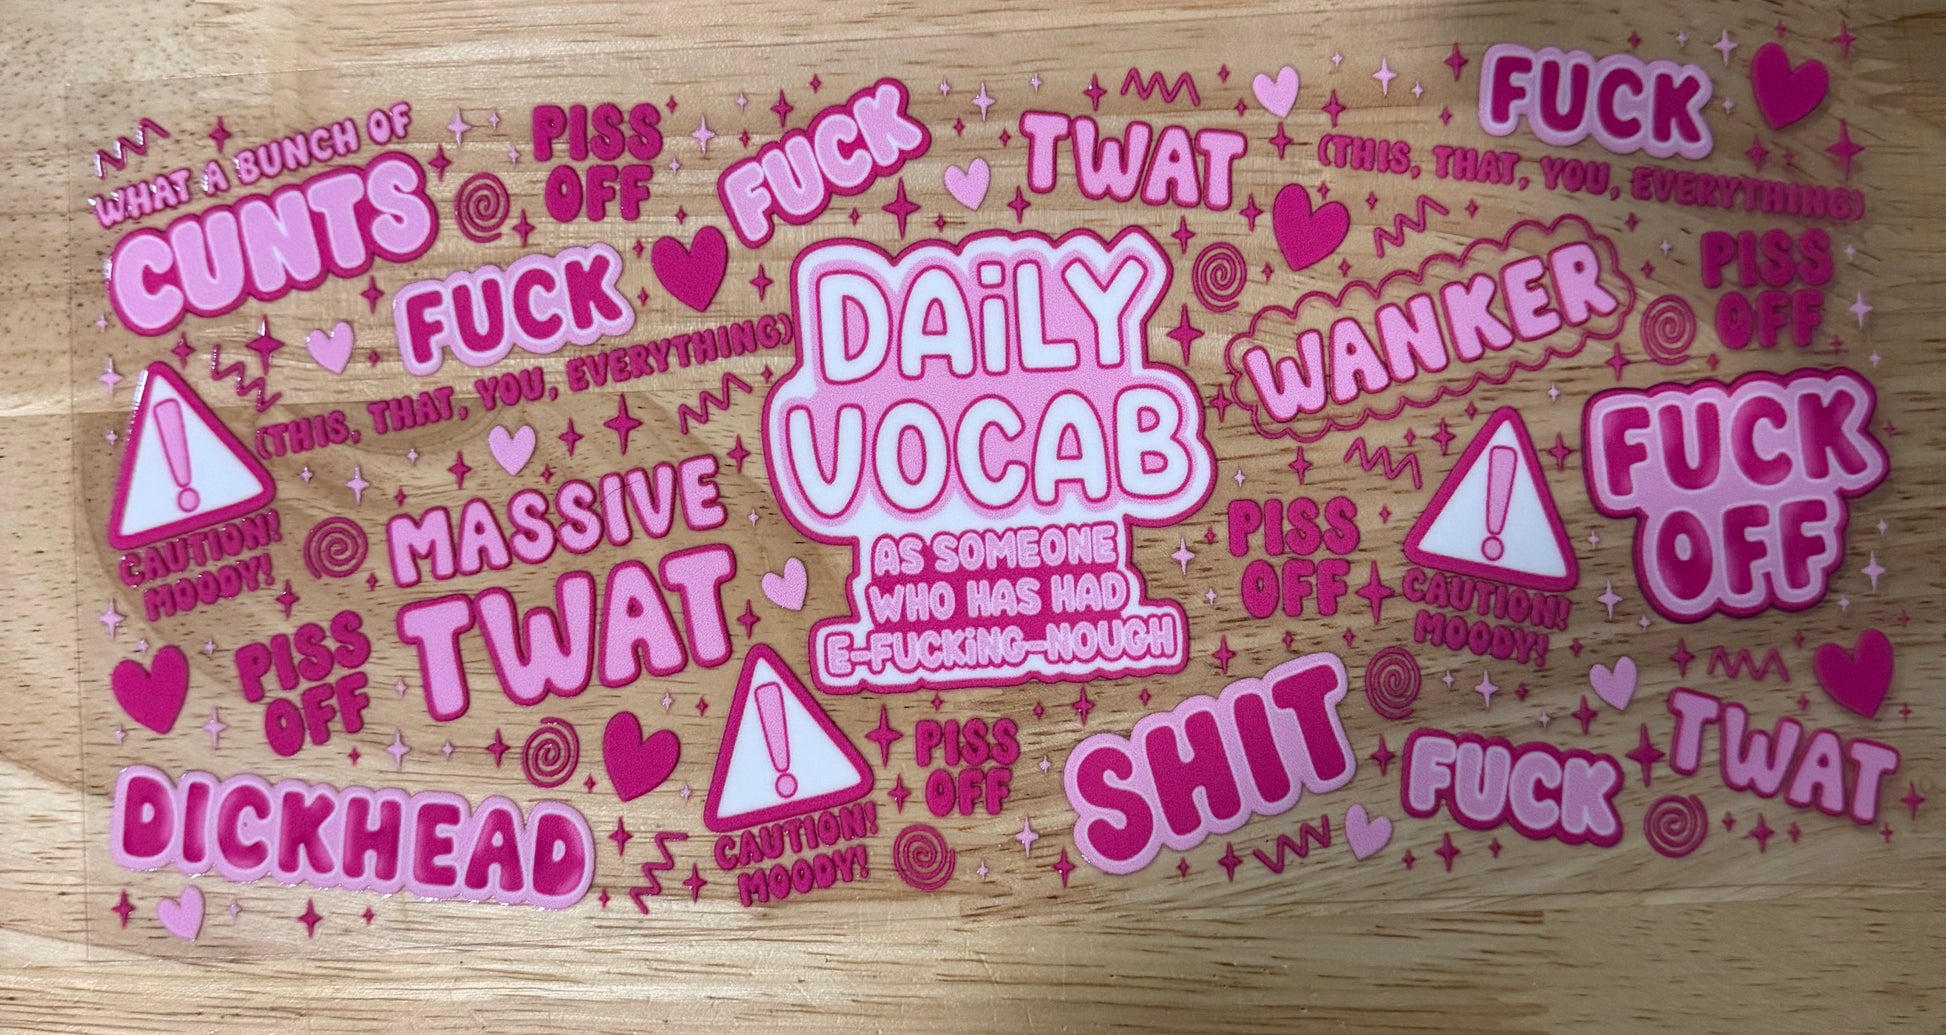 WHAT A BUNCH OF
CUNTS
PISS
OFF
FUCK
TWAT
FUCK
(THIS, THAT, YOU, EVERYTHING)
FUCK
(THIS, THAT, YOU, EVERYTHING)
DAiLY
VOCAB
AS SOMEONE
WHO HAS HAD
E-FUCKiNG-NOUGH
WANKER
PISS
OFF
CAUTION!
MOODY!
MASSIVE
TWAT
PISS
OFF
CAUTION!
MOODY!
FUCK
OFF
PISS
OFF
DICKHEAD
CAUTION!
MOODY!
PISS
OFF
SHIT
FUCK
TWAT